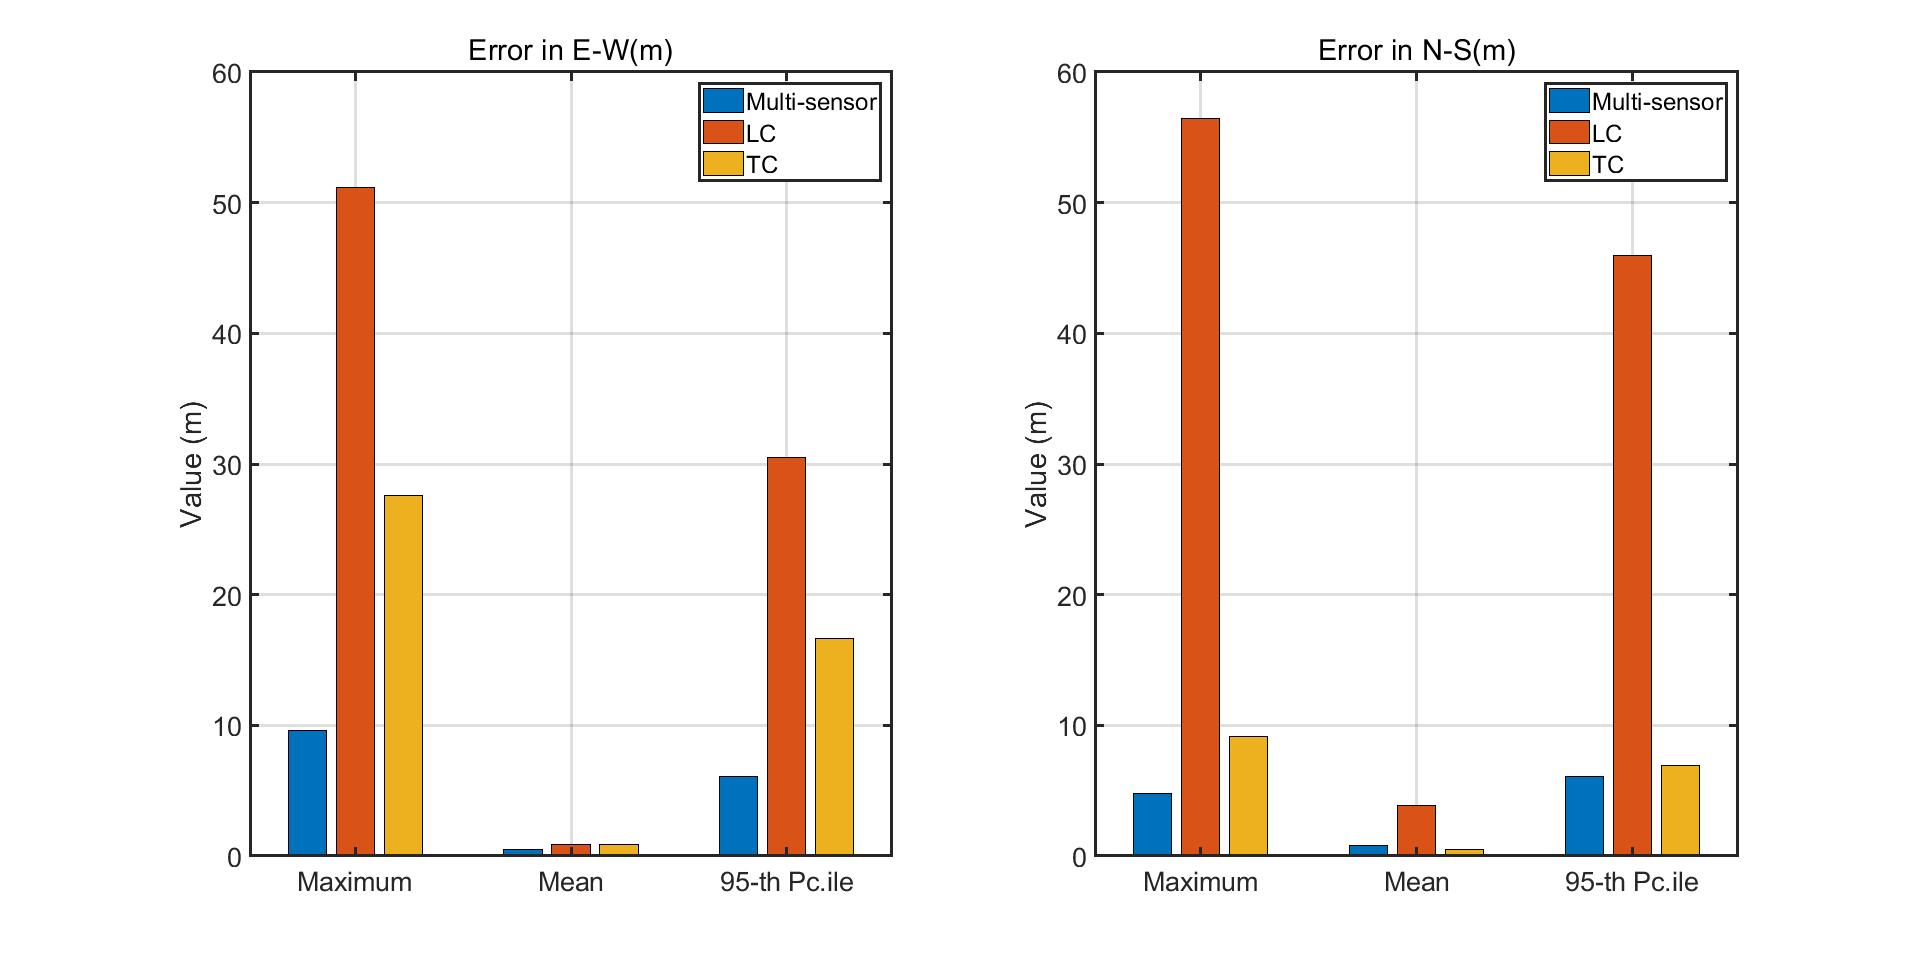 Error in E-W(m)
Value (m)
60
50
40
30
20
10
0
Multi-sensor
LC
TC
Maximum
Mean
95-th Pc.ile
Error in N-S(m)
Value (m)
60
50
40
30
20
10
0
Multi-sensor
LC
TC
Maximum
Mean
95-th Pc.ile